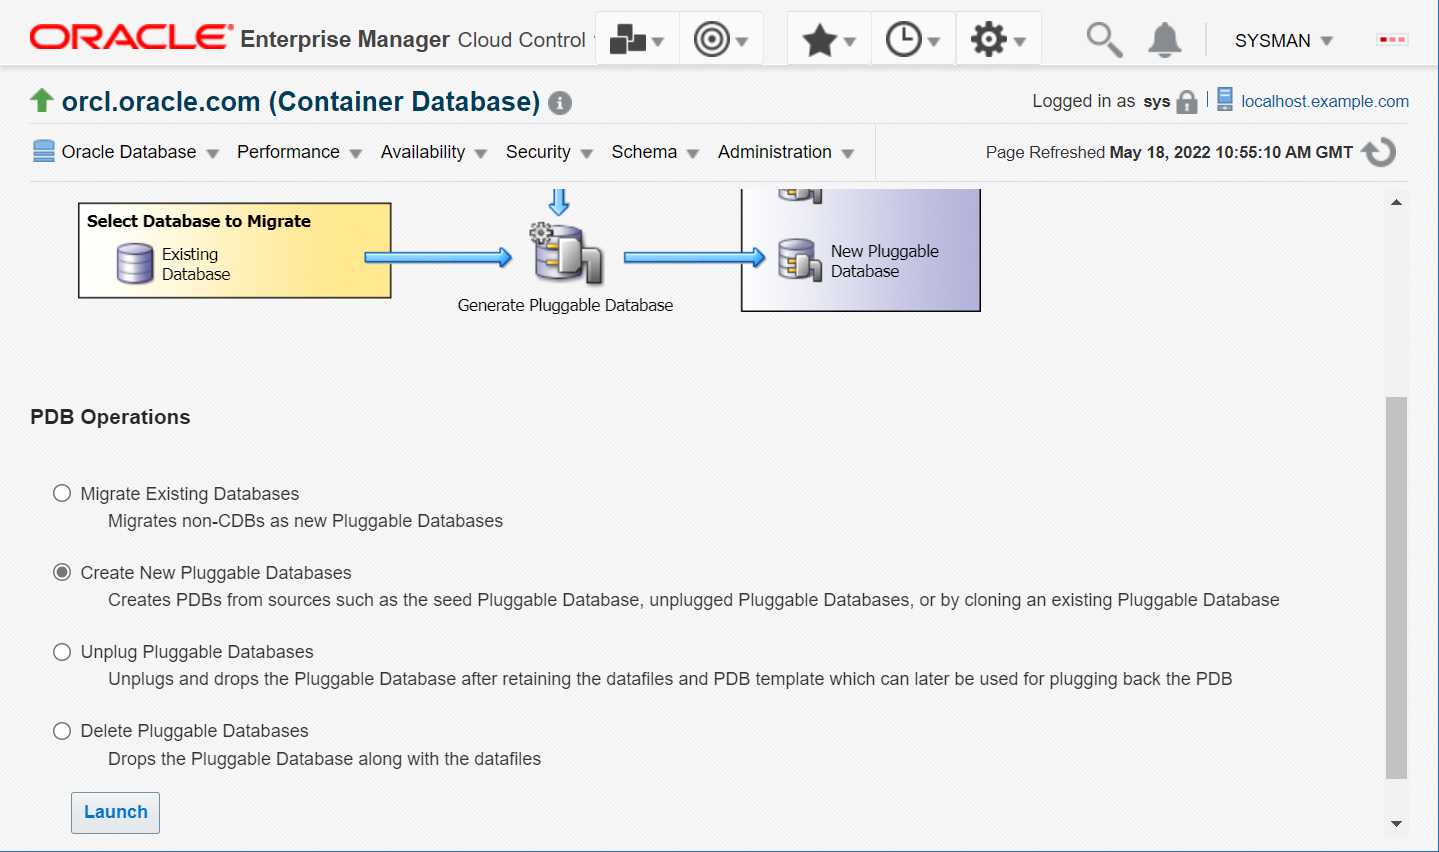 ORACLE Enterprise Manager Cloud Control
SYSMAN
orcl.oracle.com (Container Database)
Logged in as sys
localhost.example.com
Oracle Database Performance Availability Security Schema Administration
Page Refreshed May 18, 2022 10:55:10 AM GMT
Select Database to Migrate
Existing
Database
Generate Pluggable Database
New Pluggable
Database
PDB Operations
Migrate Existing Databases
Migrates non-CDBs as new Pluggable Databases
Create New Pluggable Databases
Creates PDBs from sources such as the seed Pluggable Database, unplugged Pluggable Databases, or by cloning an existing Pluggable Database
Unplug Pluggable Databases
Unplugs and drops the Pluggable Database after retaining the datafiles and PDB template which can later be used for plugging back the PDB
Delete Pluggable Databases
Drops the Pluggable Database along with the datafiles
Launch